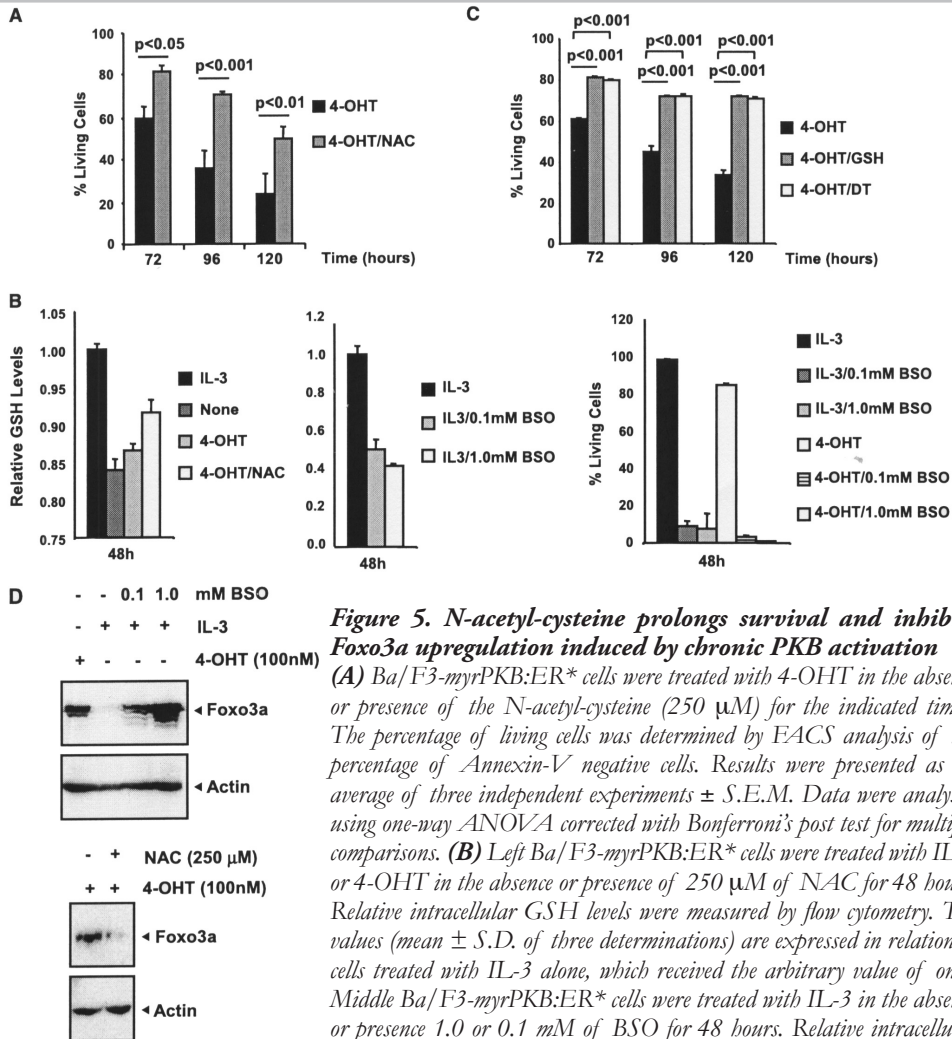 A
100
80
60
40
20
0
% Living Cells
p<0.05
p<0.001
p<0.01
4-OHT
4-OHT/NAC
72 96 120 Time (hours)
C
100
80
60
40
20
0
% Living Cells
p<0.001 p<0.001 p<0.001
p<0.001 p<0.001 p<0.001
4-OHT
4-OHT/GSH
4-OHT/DT
72 96 120 Time (hours)
B
1.05
1.00
0.95
0.90
0.85
0.80
0.75
Relative GSH Levels
IL-3
None
4-OHT
4-OHT/NAC
48h
1.2
1.0
0.8
0.6
0.4
0.2
0.0
IL-3
IL3/0.1mM BSO
IL3/1.0mM BSO
48h
120
100
80
60
40
20
0
% Living Cells
IL-3
IL-3/0.1mM BSO
IL-3/1.0mM BSO
4-OHT
4-OHT/0.1mM BSO
4-OHT/1.0mM BSO
48h
D
- - 0.1 1.0 mM BSO
- + + + IL-3
+ - - - 4-OHT (100nM)
Foxo3a
Actin
- + NAC (250 µM)
+ + 4-OHT (100nM)
Foxo3a
Actin
Figure 5. N-acetyl-cysteine prolongs survival and inhib
Foxo3a upregulation induced by chronic PKB activation
(A) Ba/F3-myrPKB:ER* cells were treated with 4-OHT in the abse
or presence of the N-acetyl-cysteine (250 µM) for the indicated tim
The percentage of living cells was determined by FACS analysis of
percentage of Annexin-V negative cells. Results were presented as
average of three independent experiments ± S.E.M. Data were analys
using one-way ANOVA corrected with Bonferroni's post test for multip
comparisons. (B) Left Ba/F3-myrPKB:ER* cells were treated with IL
or 4-OHT in the absence or presence of 250 µM of NAC for 48 hou
Relative intracellular GSH levels were measured by flow cytometry. T
values (mean ± S.D. of three determinations) are expressed in relation
cells treated with IL-3 alone, which received the arbitrary value of on
Middle Ba/F3-myrPKB:ER* cells were treated with IL-3 in the abse
or presence 1.0 or 0.1 mM of BSO for 48 hours. Relative intracellu